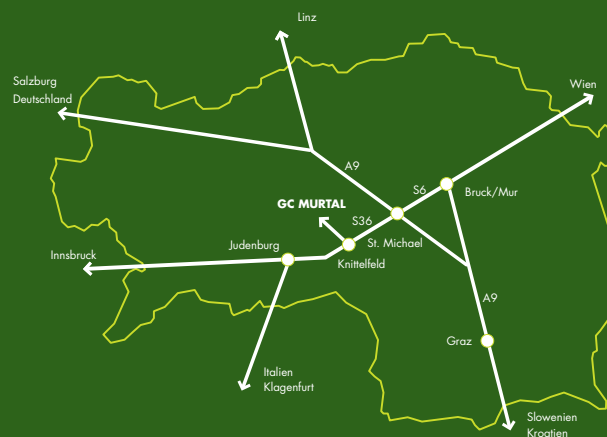 Linz
Salzburg
Deutschland
Wien
A9
S6
Bruck/Mur
GC MURTAL
S36
St. Michael
Judenburg
Knittelfeld
Innsbruck
A9
Graz
Italien
Klagenfurt
Slowenien
Kroatien